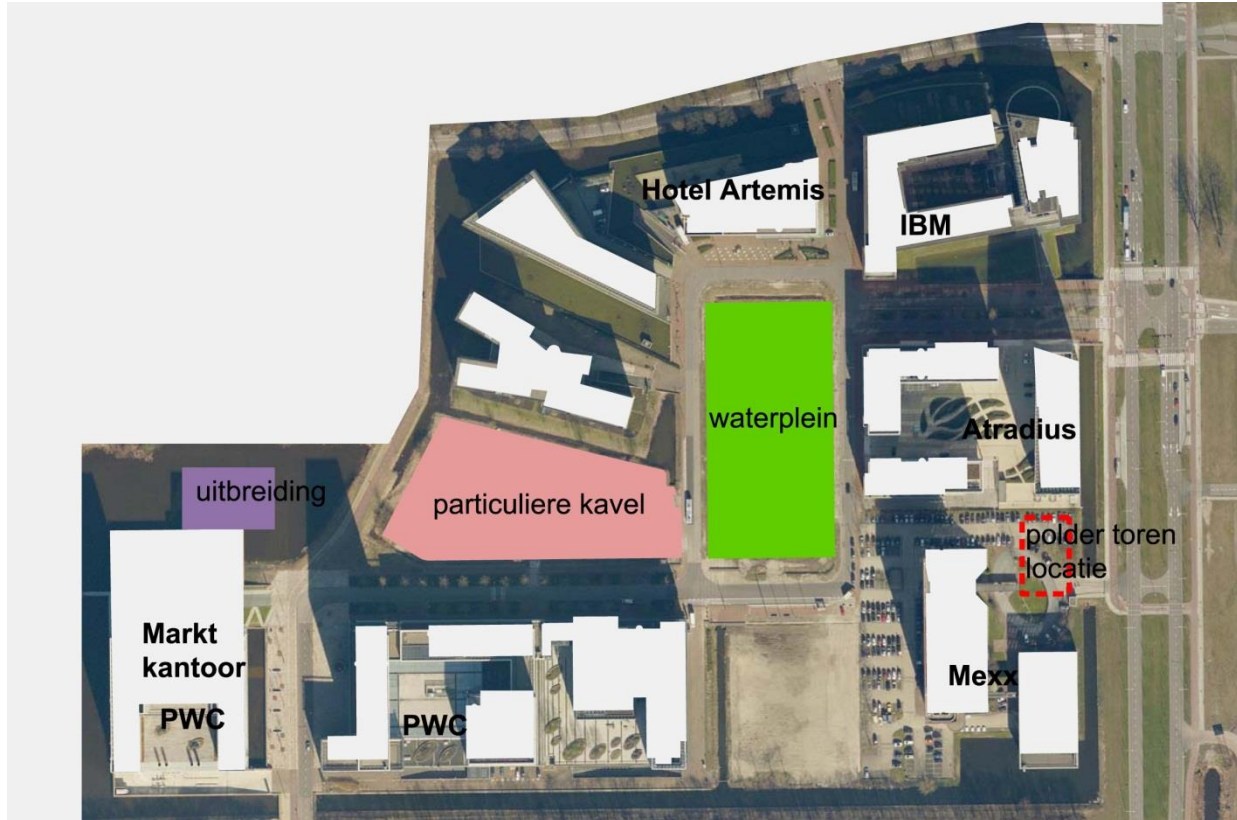 Hotel Artemis
IBM
waterplein
Atradius
uitbreiding
particuliere kavel
polder toren
locatie
Markt
kantoor
PWC
PWC
Mexx